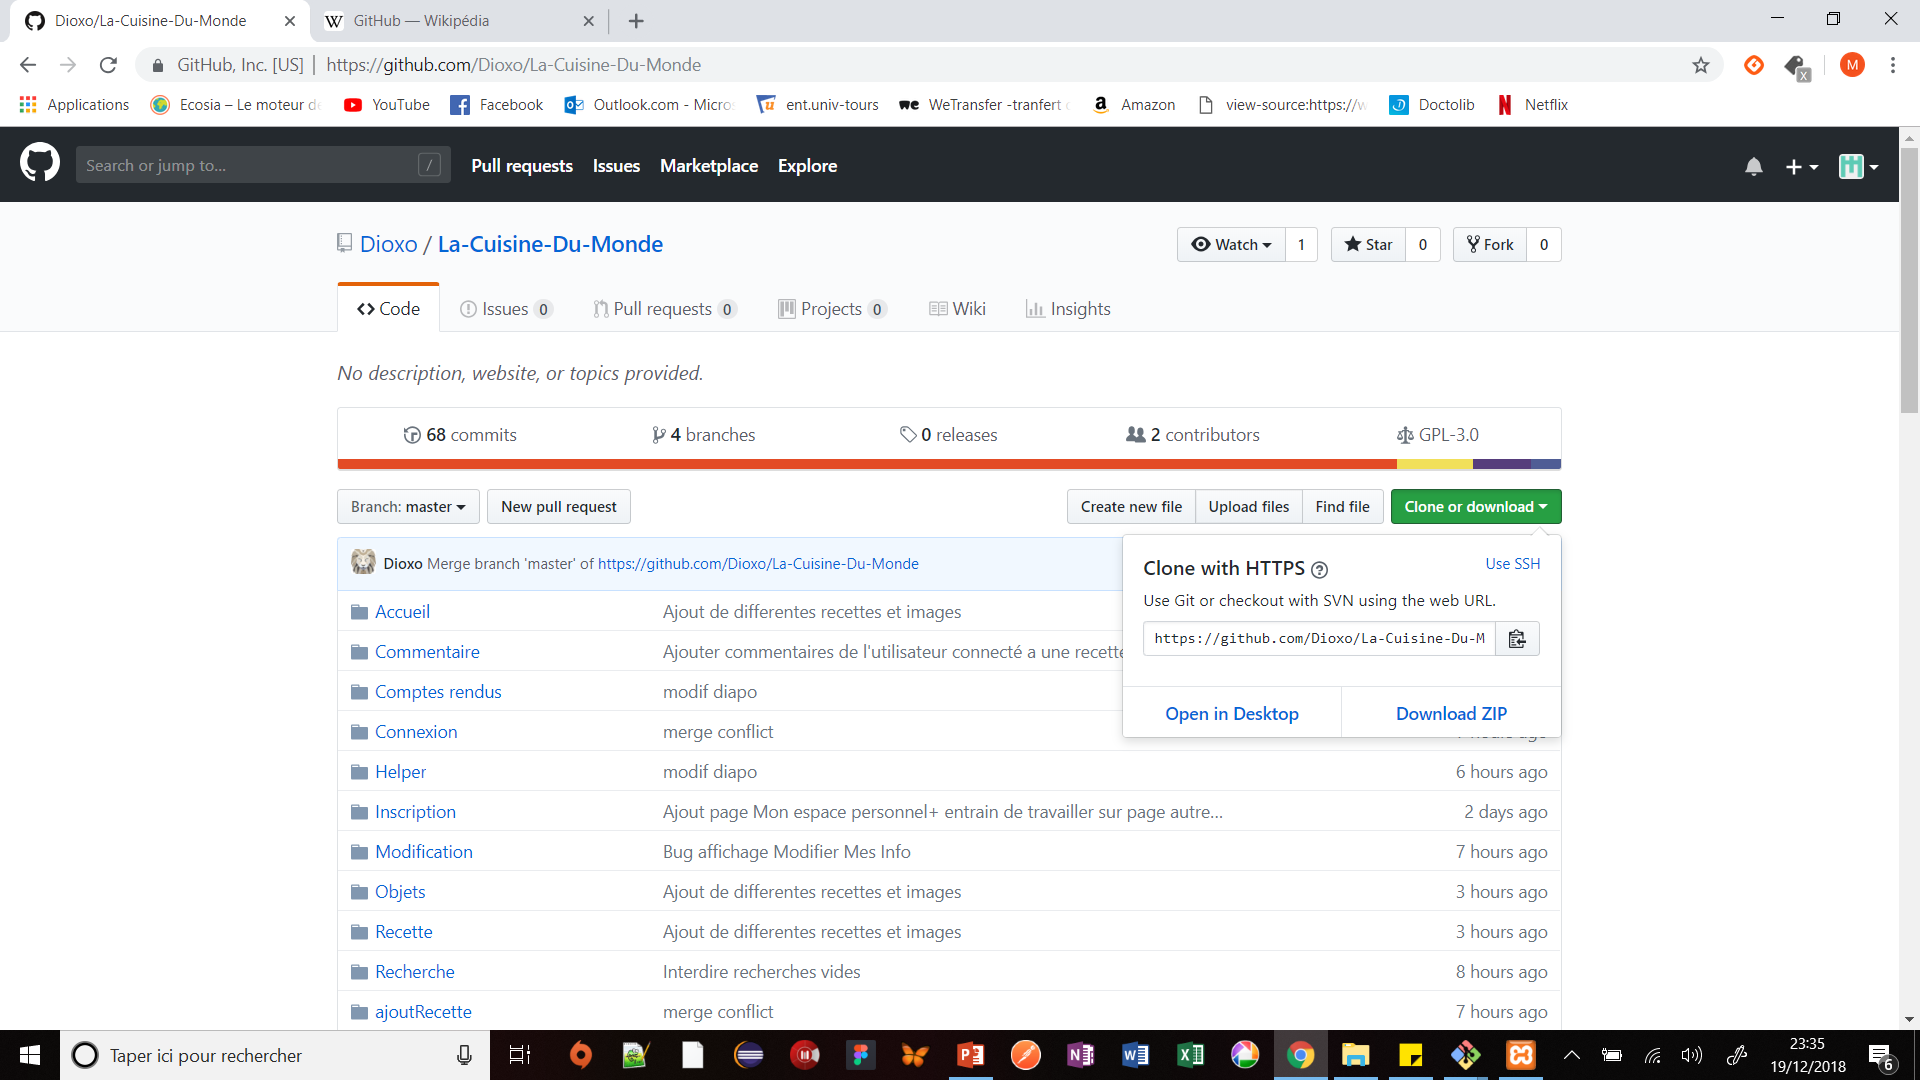 Dioxo/La-Cuisine-Du-Monde
GitHub — Wikipédia
GitHub, Inc. [US] | https://github.com/Dioxo/La-Cuisine-Du-Monde
M
Applications
Ecosia – Le moteur d
YouTube
Facebook
Outlook.com - Micros
ent.univ-tours
WeTransfer -tranfert
Amazon
view-source:https://w
Doctolib
Netflix
Search or jump to... /
Pull requests Issues Marketplace Explore
Dioxo / La-Cuisine-Du-Monde
Watch 1
Star 0
Fork 0
Code
Issues 0
Pull requests 0
Projects 0
Wiki
Insights
No description, website, or topics provided.
68 commits
4 branches
0 releases
2 contributors
GPL-3.0
Branch: master
New pull request
Create new file
Upload files
Find file
Clone or download
Dioxo Merge branch 'master' of https://github.com/Dioxo/La-Cuisine-Du-Monde
Clone with HTTPS
Use SSH
Use Git or checkout with SVN using the web URL.
https://github.com/Dioxo/La-Cuisine-Du-M
Open in Desktop
Download ZIP
Accueil Ajout de differentes recettes et images
Commentaire Ajouter commentaires de l'utilisateur connecté a une recette
Comptes rendus modif diapo
Connexion merge conflict
Helper modif diapo 6 hours ago
Inscription Ajout page Mon espace personnel+ entrain de travailler sur page autre... 2 days ago
Modification Bug affichage Modifier Mes Info 7 hours ago
Objets Ajout de differentes recettes et images 3 hours ago
Recette Ajout de differentes recettes et images 3 hours ago
Recherche Interdire recherches vides 8 hours ago
ajoutRecette merge conflict 7 hours ago
Taper ici pour rechercher
23:35
19/12/2018
6